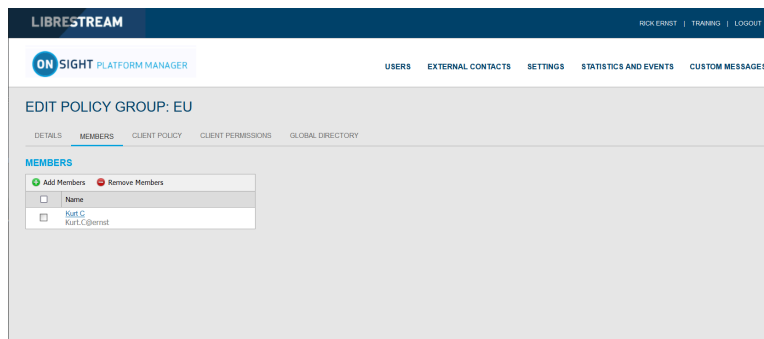 LIBRESTREAM
RICK ERNST | TRAINING | LOGOUT
ON SIGHT PLATFORM MANAGER
USERS EXTERNAL CONTACTS SETTINGS STATISTICS AND EVENTS CUSTOM MESSAGES
EDIT POLICY GROUP: EU
DETAILS MEMBERS CLIENT POLICY CLIENT PERMISSIONS GLOBAL DIRECTORY
MEMBERS
Add Members Remove Members
Name
Kurt.C
Kurt.C@ernst